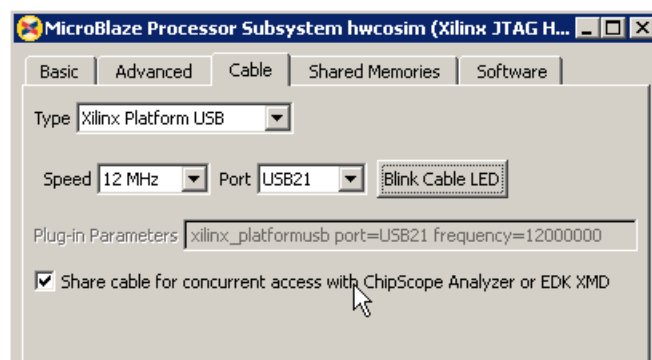 MicroBlaze Processor Subsystem hwcosim (Xilinx JTAG H...
Basic Advanced Cable Shared Memories Software
Type Xilinx Platform USB
Speed 12 MHz Port USB21 Blink Cable LED
Plug-in Parameters xilinx_platformusb port=USB21 frequency=12000000
Share cable for concurrent access with ChipScope Analyzer or EDK XMD